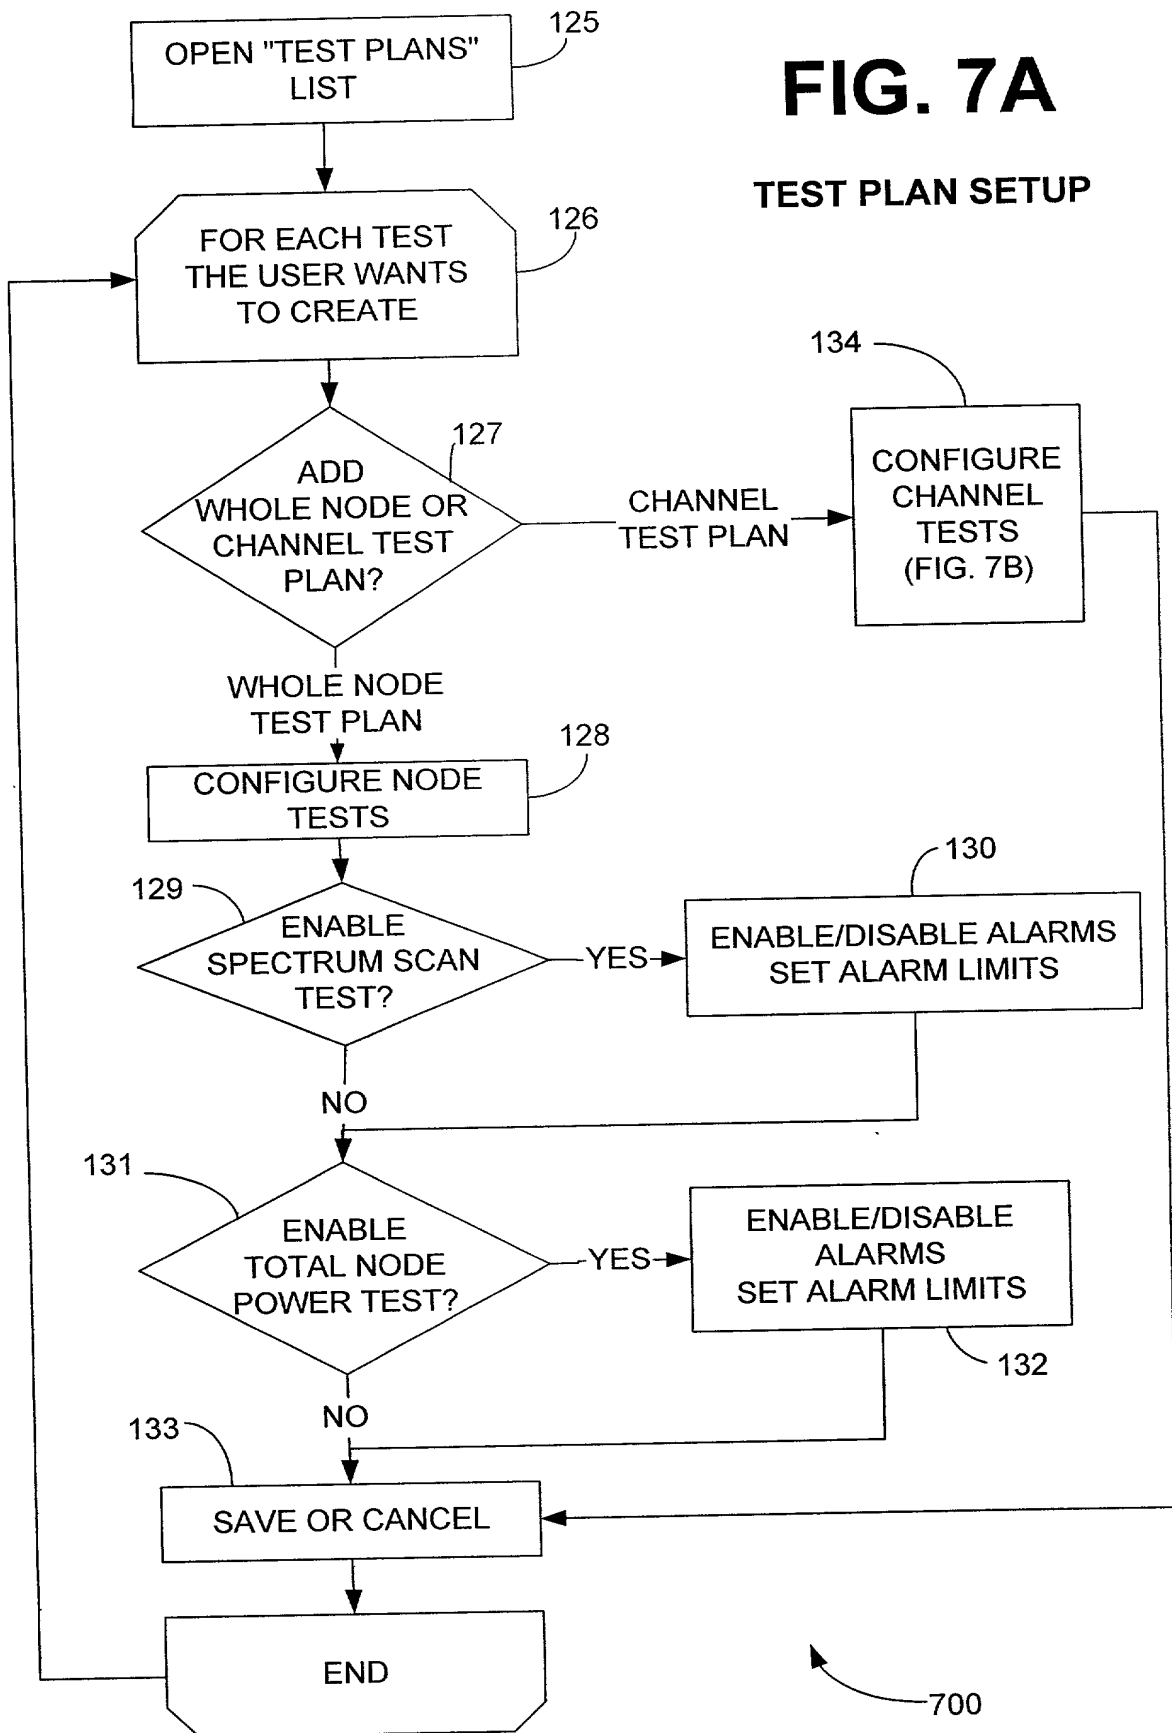 125
OPEN "TEST PLANS"
LIST
FIG. 7A
TEST PLAN SETUP
126
FOR EACH TEST
THE USER WANTS
TO CREATE
134
127
ADD
WHOLE NODE OR
CHANNEL TEST
PLAN?
CHANNEL
TEST PLAN
CONFIGURE
CHANNEL
TESTS
(FIG. 7B)
WHOLE NODE
TEST PLAN
128
CONFIGURE NODE
TESTS
129
ENABLE
SPECTRUM SCAN
TEST?
YES
130
ENABLE/DISABLE ALARMS
SET ALARM LIMITS
NO
131
ENABLE
TOTAL NODE
POWER TEST?
YES
ENABLE/DISABLE
ALARMS
SET ALARM LIMITS
132
NO
133
SAVE OR CANCEL
END
700